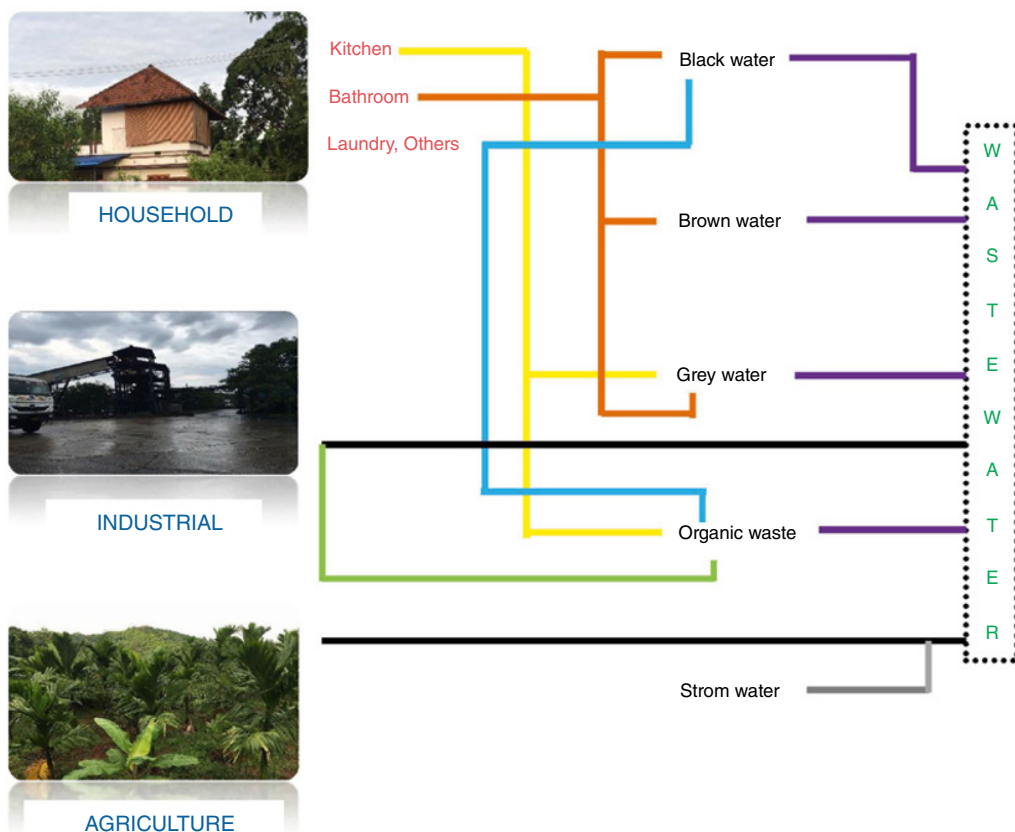 Kitchen
Bathroom
Laundry, Others
HOUSEHOLD
INDUSTRIAL
AGRICULTURE
Black water
Brown water
Grey water
Organic waste
Strom water
W
A
S
T
E
W
A
T
E
R